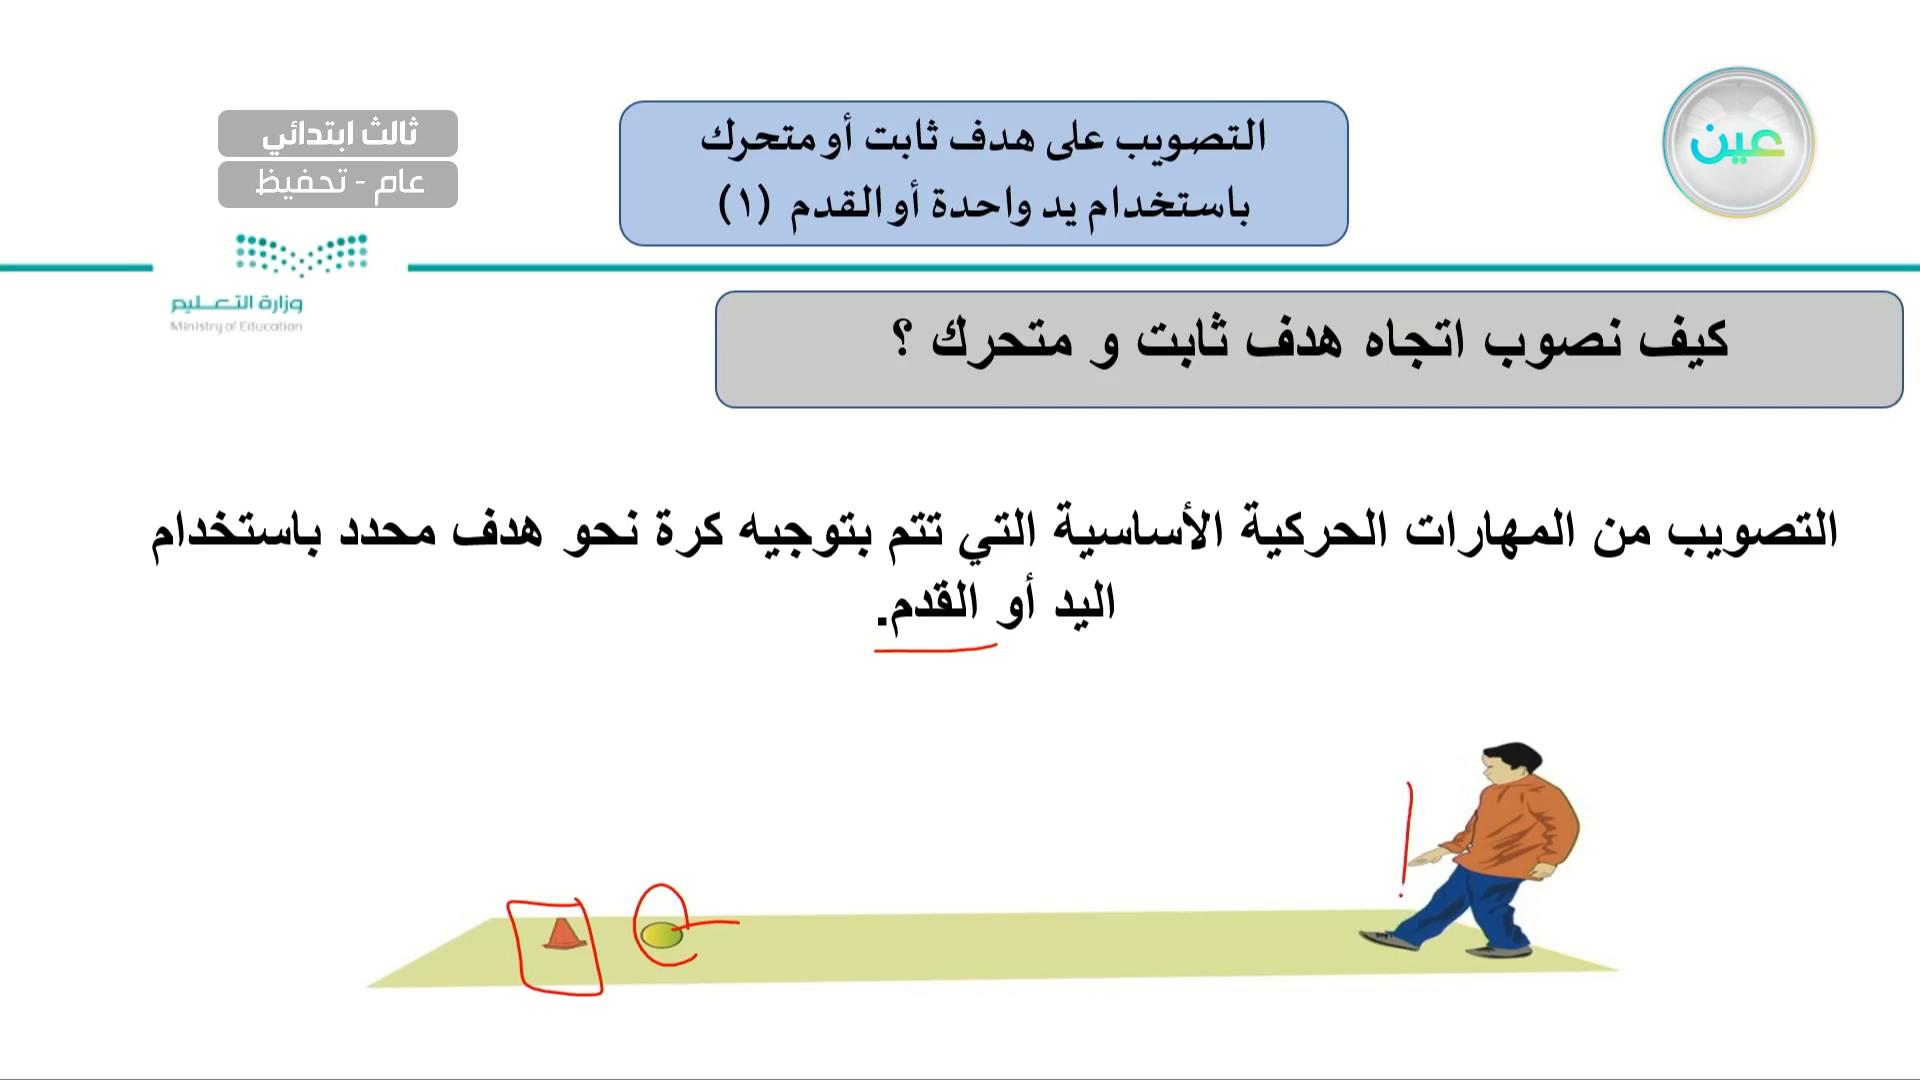 التصويب على هدف ثابت أو متحرك
باستخدام يد واحدة أو القدم (١)
عين
ثالث ابتدائي
عام - تحفيظ
وزارة التعليم
Ministry of Education
كيف نصوب اتجاه هدف ثابت و متحرك ؟
التصويب من المهارات الحركية الأساسية التي تتم بتوجيه كرة نحو هدف محدد باستخدام
اليد أو القدم.